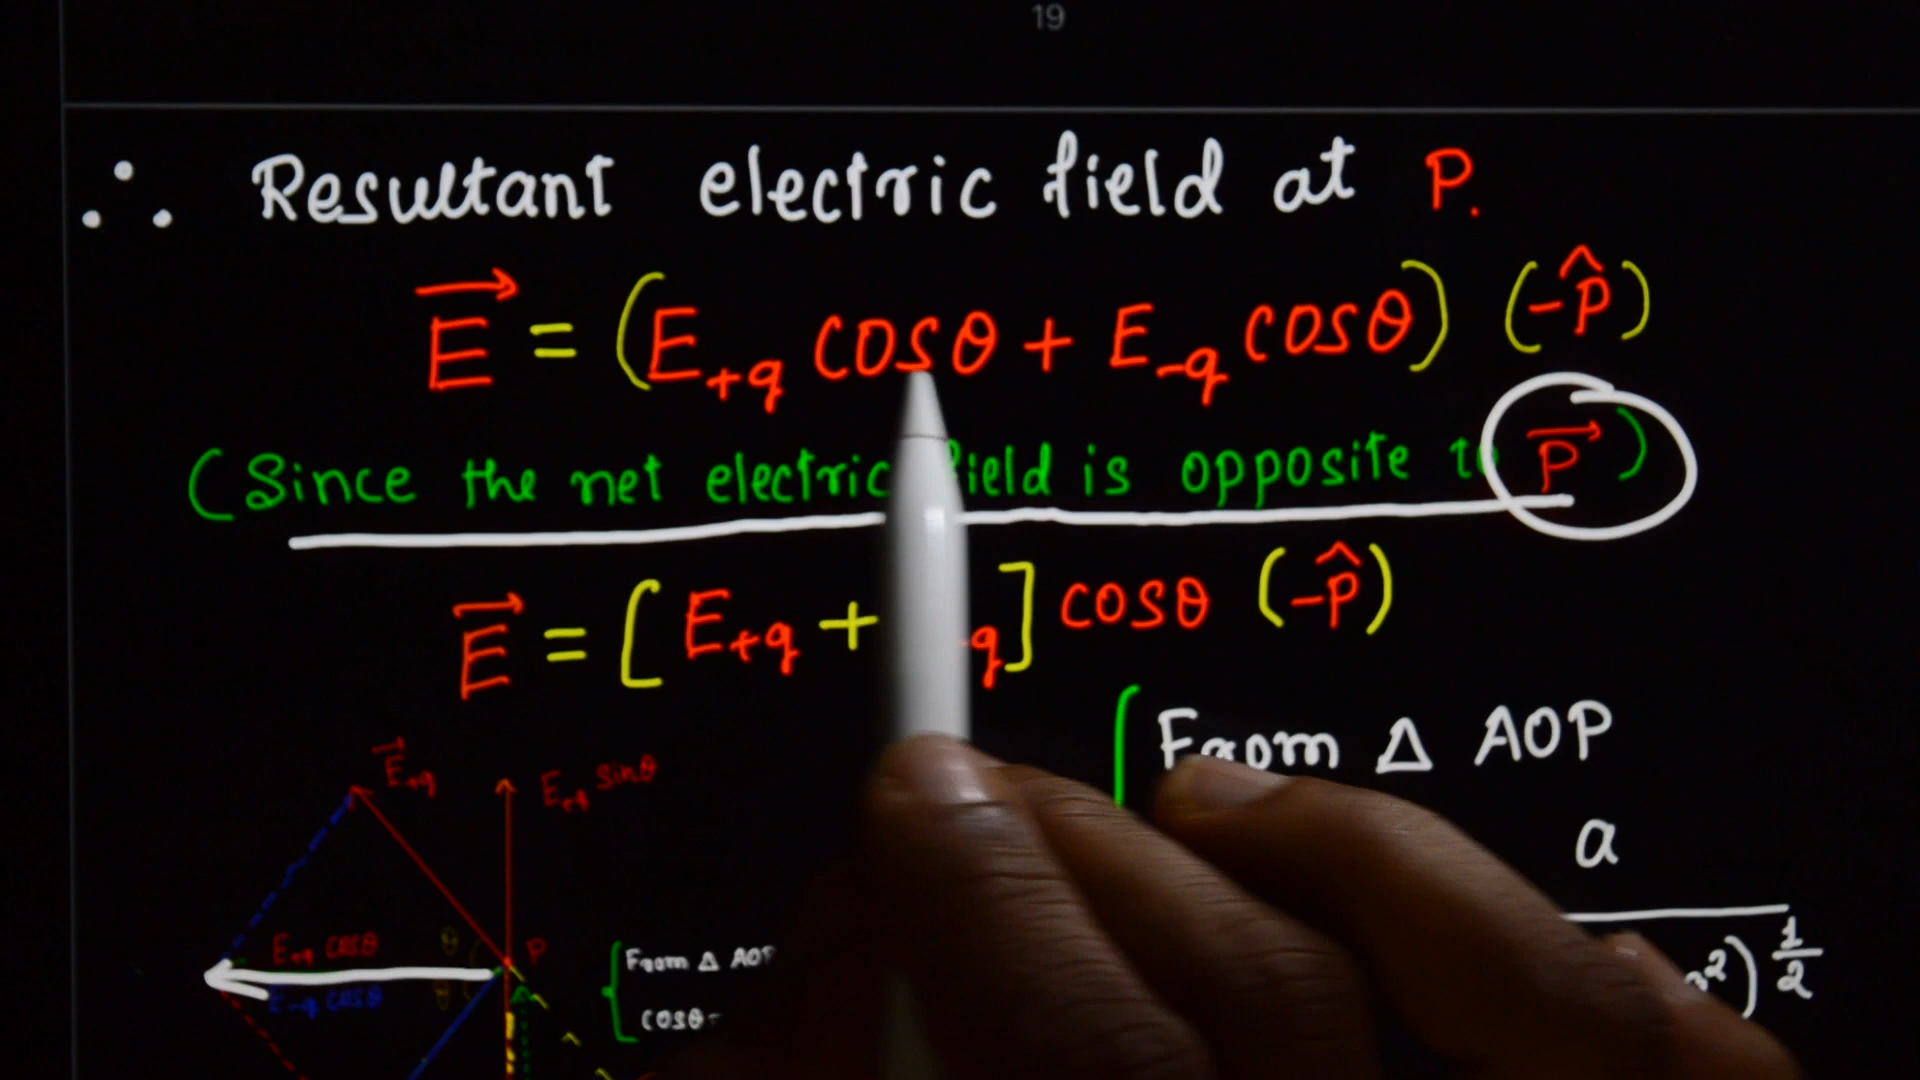 19
∴ Resultant electric field at P.
E⃗ = (E₊q cosθ + E₋q cosθ) (-p̂)
(Since the net electric field is opposite to P⃗)
E⃗ = [E₊q + ₋q] cosθ (-p̂)
From Δ AOP
a
²)^1/2
E⃗₊q
E₊q sinθ
E₊q cosθ
θ P
E₋q cosθ
θ
From Δ AOP
cosθ=